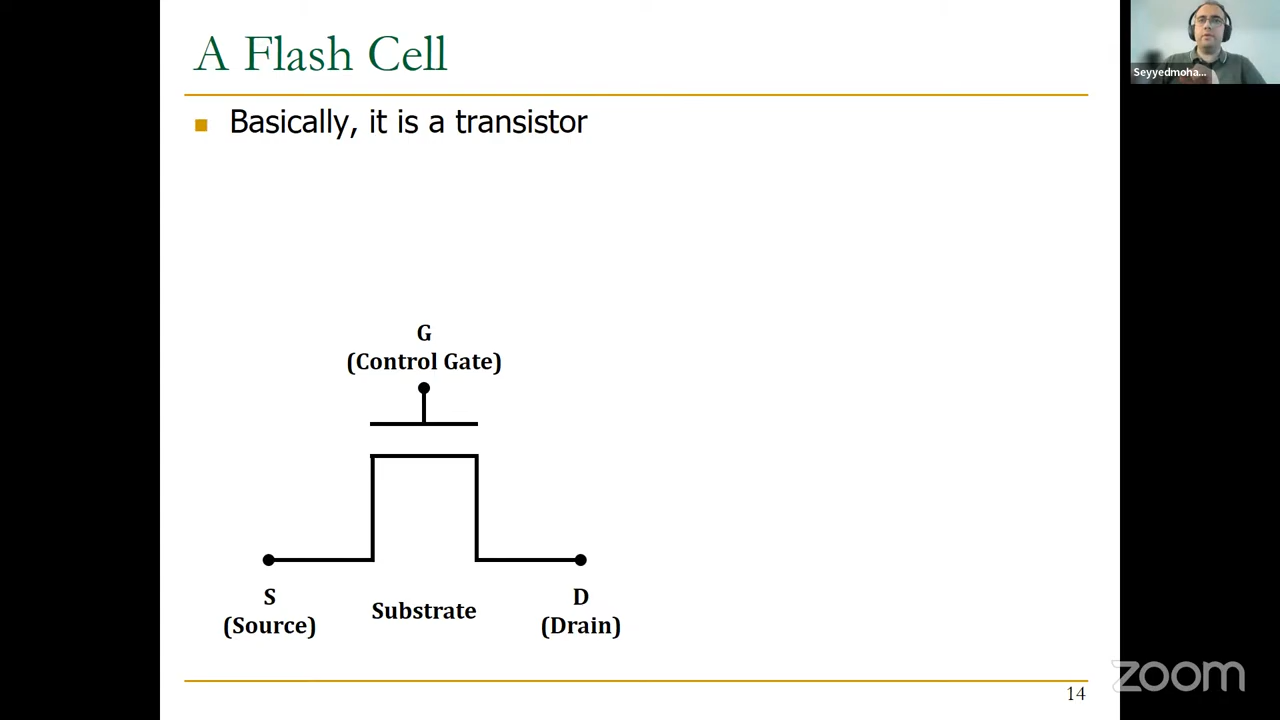 A Flash Cell
Seyyedmoha...
Basically, it is a transistor
G
(Control Gate)
S
(Source)
Substrate
D
(Drain)
14
zoom